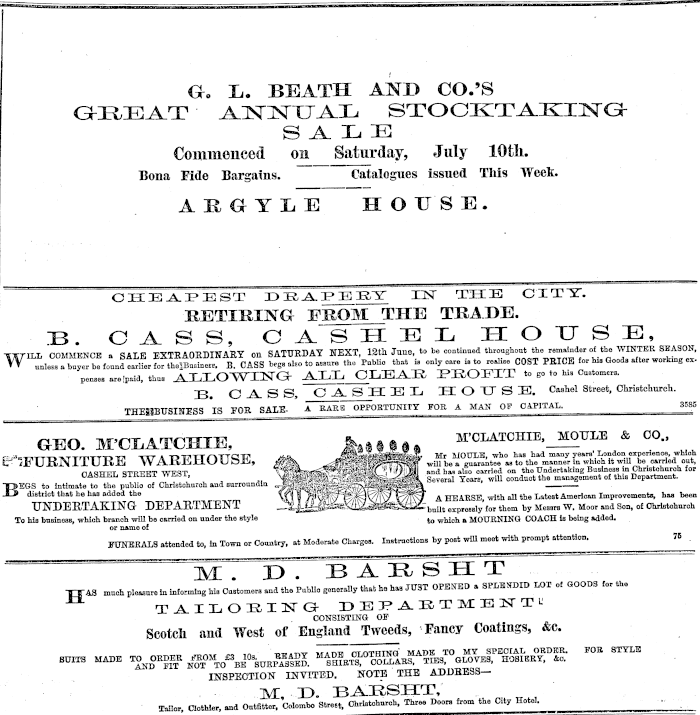 G. L. BEATH AND CO.'S
GREAT ANNUAL STOCKTAKING
SALE
Commenced on Saturday, July 10th.
Bona Fide Bargains. Catalogues issued This Week.
ARGYLE HOUSE.
CHEAPEST DRAPERY IN THE CITY.
RETIRING FROM THE TRADE.
B. CASS, CASHEL HOUSE,
WILL COMMENCE a SALE EXTRAORDINARY on SATURDAY NEXT, 12th June, to be continued throughout the remainder of the WINTER SEASON,
unless a buyer be found earlier for the Business. B. CASS begs also to assure the Public that is only care is to realise COST PRICE for his Goods after working ex-
penses are paid, thus ALLOWING ALL CLEAR PROFIT to go to his Customers.
B. CASS, CASHEL HOUSE, Cashel Street, Christchurch.
THE BUSINESS IS FOR SALE. A RARE OPPORTUNITY FOR A MAN OF CAPITAL. 3585
GEO. M'CLATCHIE,
FURNITURE WAREHOUSE,
CASHEL STREET WEST,
BEGS to intimate to the public of Christchurch and surroundin
district that he has added the
UNDERTAKING DEPARTMENT
To his business, which branch will be carried on under the style
or name of
M'CLATCHIE, MOULE & CO.,
Mr MOULE, who has had many years' London experience, which
will be a guarantee as to the manner in which it will be carried out,
and has also carried on the Undertaking Business in Christchurch for
Several Years, will conduct the management of this Department.
A HEARSE, with all the Latest American Improvements, has been
built expressly for them by Messrs W. Moor and Son, of Christchurch
to which a MOURNING COACH is being added.
FUNERALS attended to, in Town or Country, at Moderate Charges. Instructions by post will meet with prompt attention. 75
M. D. BARSHT
HAS much pleasure in informing his Customers and the Public generally that he has JUST OPENED a SPLENDID LOT of GOODS for the
TAILORING DEPARTMENT
CONSISTING OF
Scotch and West of England Tweeds, Fancy Coatings, &c.
SUITS MADE TO ORDER FROM £3 10s. READY MADE CLOTHING MADE TO MY SPECIAL ORDER. FOR STYLE
AND FIT NOT TO BE SURPASSED. SHIRTS, COLLARS, TIES, GLOVES, HOSIERY, &c.
INSPECTION INVITED. NOTE THE ADDRESS—
M. D. BARSHT,
Tailor, Clothier, and Outfitter, Colombo Street, Christchurch, Three Doors from the City Hotel.